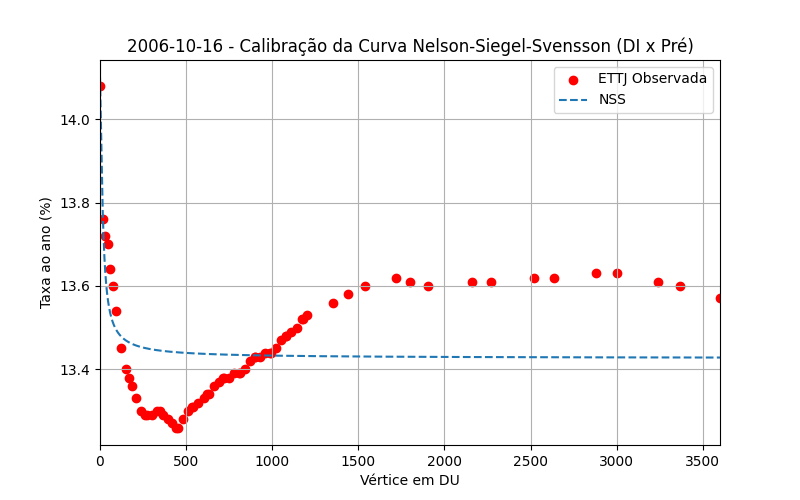 2006-10-16 - Calibração da Curva Nelson-Siegel-Svensson (DI x Pré)
ETTJ Observada
NSS
Taxa ao ano (%)
14.0
13.8
13.6
13.4
0 500 1000 1500 2000 2500 3000 3500
Vértice em DU